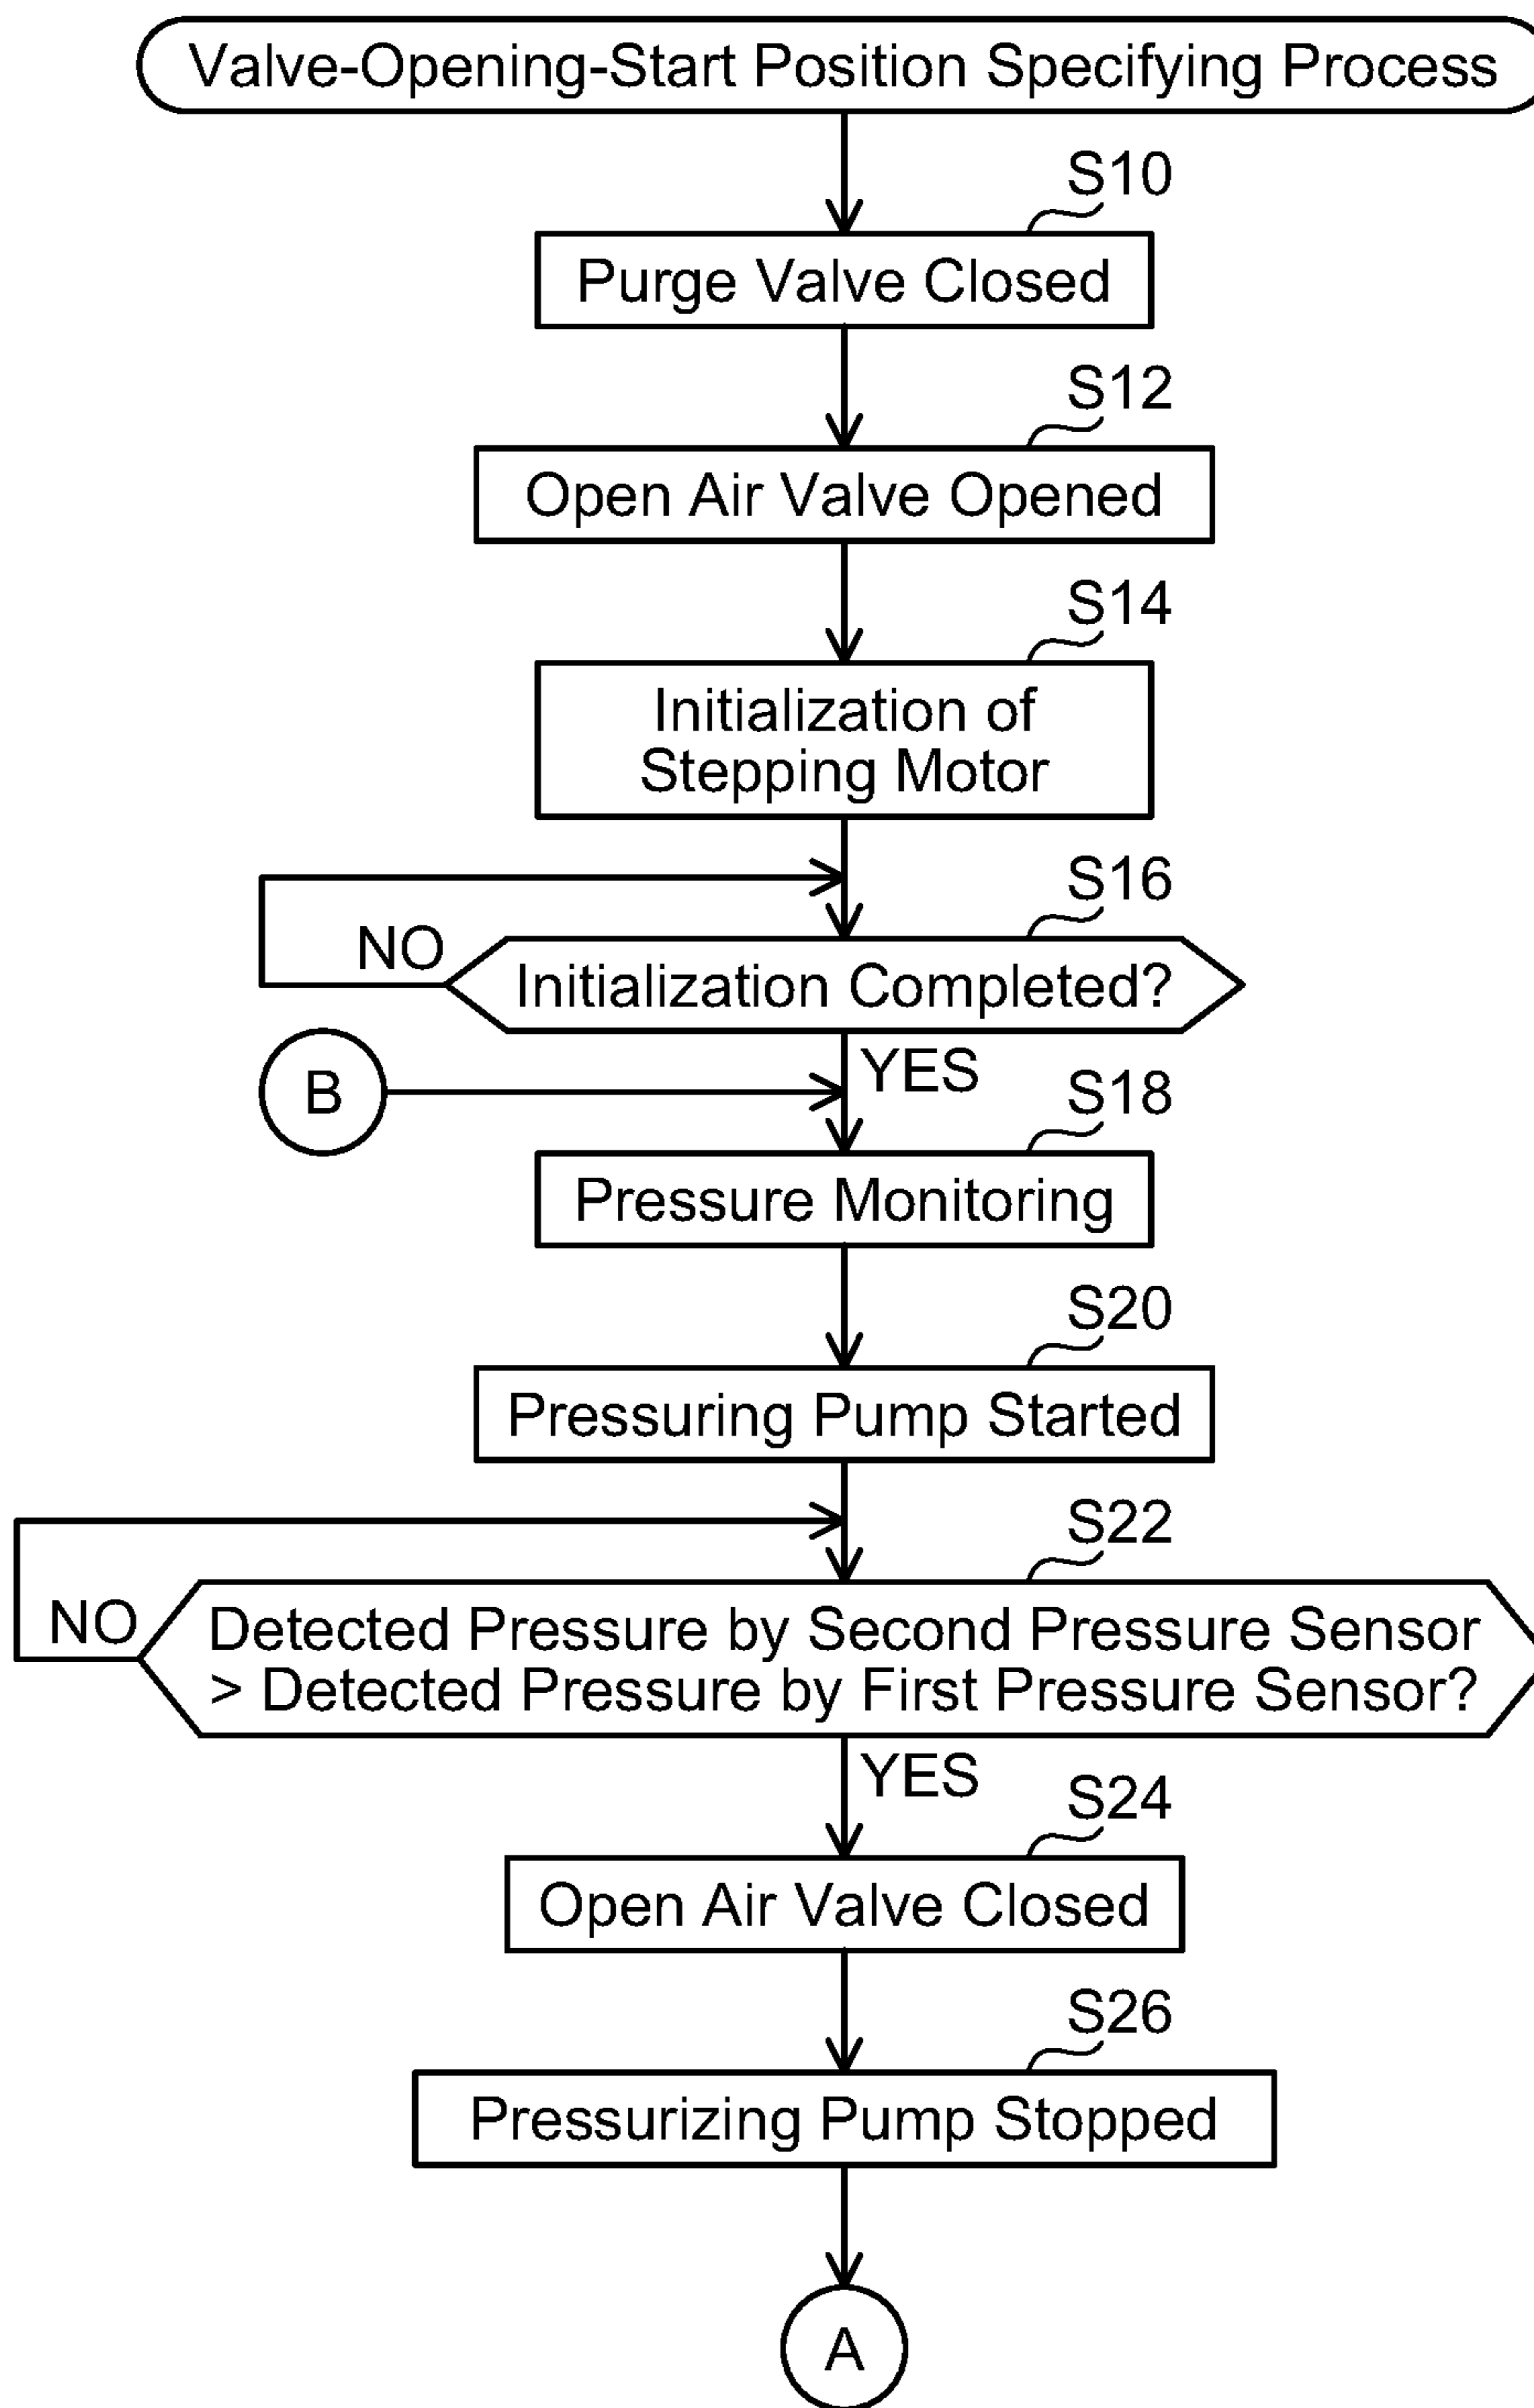 Valve-Opening-Start Position Specifying Process
S10
Purge Valve Closed
S12
Open Air Valve Opened
S14
Initialization of
Stepping Motor
S16
NO
Initialization Completed?
YES
B
S18
Pressure Monitoring
S20
Pressuring Pump Started
S22
NO
Detected Pressure by Second Pressure Sensor
> Detected Pressure by First Pressure Sensor?
YES
S24
Open Air Valve Closed
S26
Pressurizing Pump Stopped
A